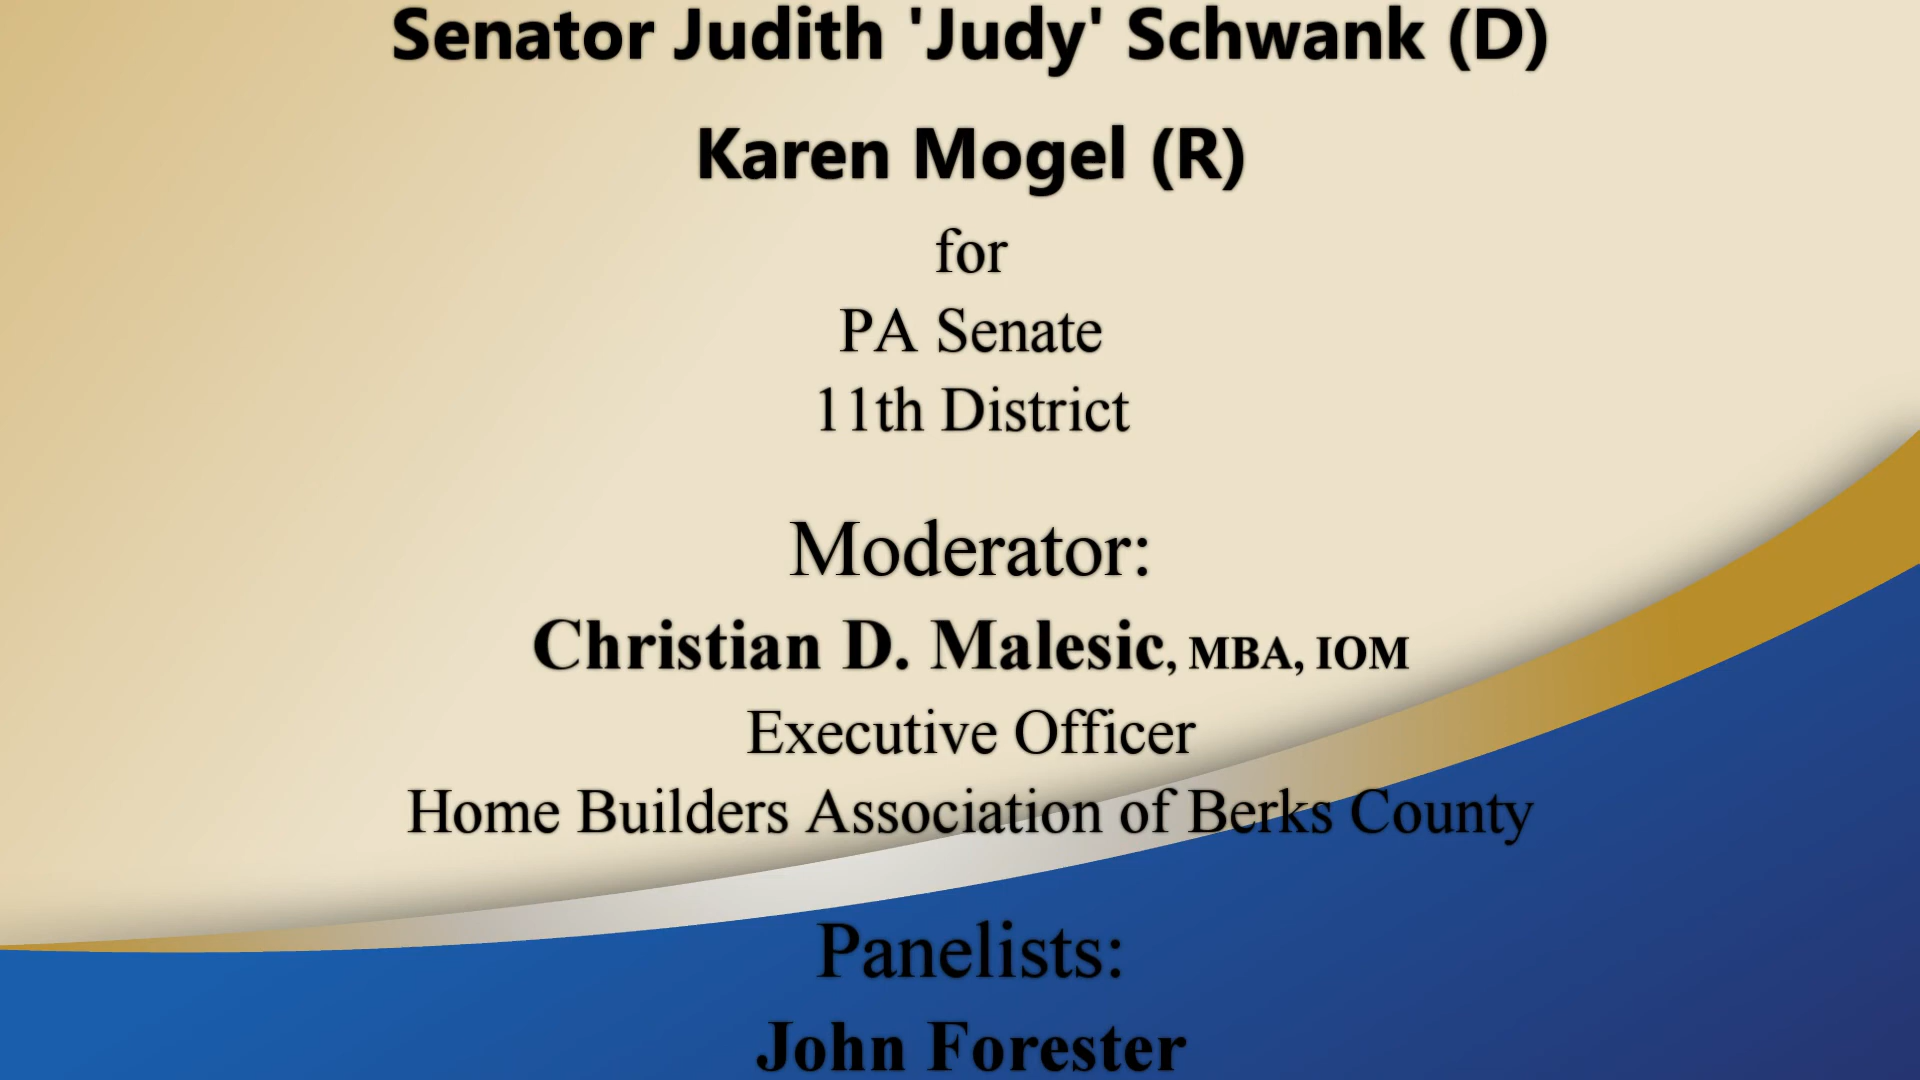 Senator Judith 'Judy' Schwank (D)
Karen Mogel (R)
for
PA Senate
11th District
Moderator:
Christian D. Malesic, MBA, IOM
Executive Officer
Home Builders Association of Berks County
Panelists:
John Forester